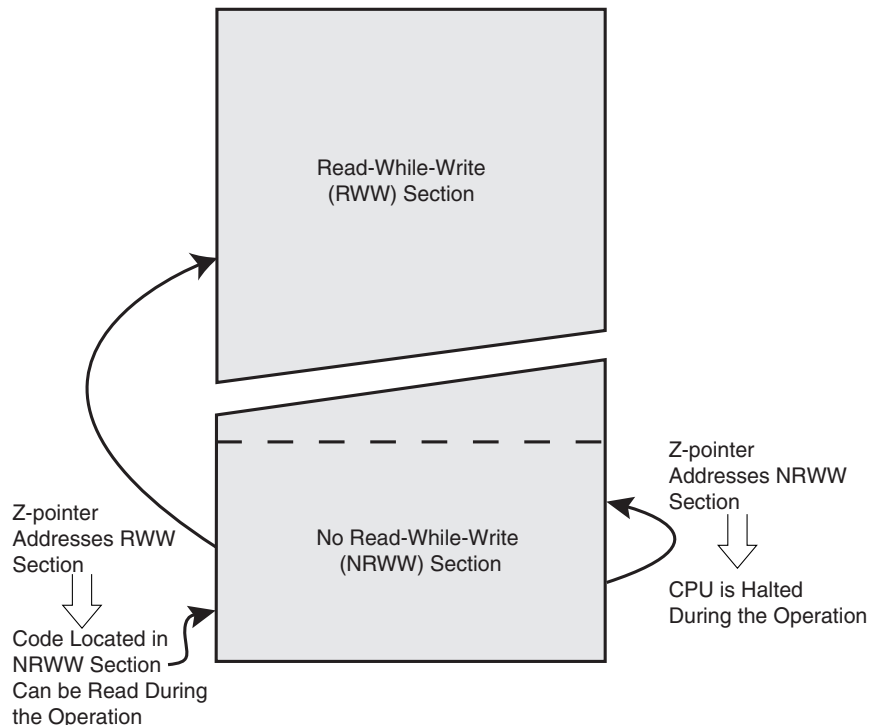 Read-While-Write
(RWW) Section
Z-pointer
Addresses NRWW
Section
Z-pointer
Addresses RWW
Section
No Read-While-Write
(NRWW) Section
CPU is Halted
During the Operation
Code Located in
NRWW Section
Can be Read During
the Operation